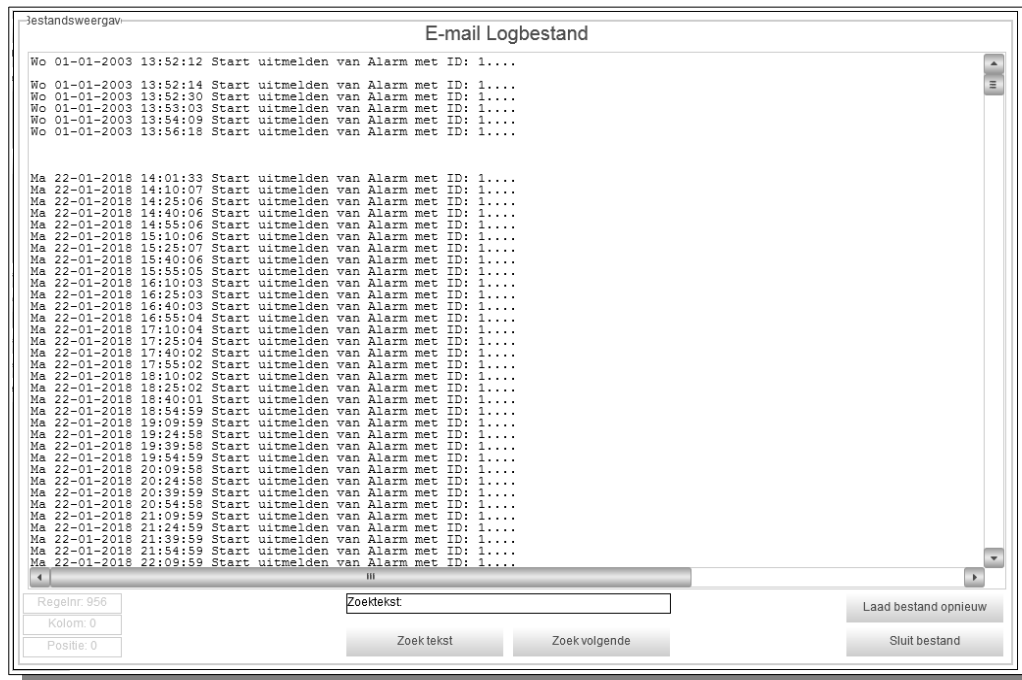 Bestandsweergav
E-mail Logbestand
Wo 01-01-2003 13:52:12 Start uitmelden van Alarm met ID: 1....
Wo 01-01-2003 13:52:14 Start uitmelden van Alarm met ID: 1....
Wo 01-01-2003 13:52:30 Start uitmelden van Alarm met ID: 1....
Wo 01-01-2003 13:53:03 Start uitmelden van Alarm met ID: 1....
Wo 01-01-2003 13:54:09 Start uitmelden van Alarm met ID: 1....
Wo 01-01-2003 13:56:18 Start uitmelden van Alarm met ID: 1....
Ma 22-01-2018 14:01:33 Start uitmelden van Alarm met ID: 1....
Ma 22-01-2018 14:10:07 Start uitmelden van Alarm met ID: 1....
Ma 22-01-2018 14:25:06 Start uitmelden van Alarm met ID: 1....
Ma 22-01-2018 14:40:06 Start uitmelden van Alarm met ID: 1....
Ma 22-01-2018 14:55:06 Start uitmelden van Alarm met ID: 1....
Ma 22-01-2018 15:10:06 Start uitmelden van Alarm met ID: 1....
Ma 22-01-2018 15:25:07 Start uitmelden van Alarm met ID: 1....
Ma 22-01-2018 15:40:06 Start uitmelden van Alarm met ID: 1....
Ma 22-01-2018 15:55:05 Start uitmelden van Alarm met ID: 1....
Ma 22-01-2018 16:10:03 Start uitmelden van Alarm met ID: 1....
Ma 22-01-2018 16:25:03 Start uitmelden van Alarm met ID: 1....
Ma 22-01-2018 16:40:03 Start uitmelden van Alarm met ID: 1....
Ma 22-01-2018 16:55:04 Start uitmelden van Alarm met ID: 1....
Ma 22-01-2018 17:10:04 Start uitmelden van Alarm met ID: 1....
Ma 22-01-2018 17:25:04 Start uitmelden van Alarm met ID: 1....
Ma 22-01-2018 17:40:02 Start uitmelden van Alarm met ID: 1....
Ma 22-01-2018 17:55:02 Start uitmelden van Alarm met ID: 1....
Ma 22-01-2018 18:10:02 Start uitmelden van Alarm met ID: 1....
Ma 22-01-2018 18:25:02 Start uitmelden van Alarm met ID: 1....
Ma 22-01-2018 18:40:01 Start uitmelden van Alarm met ID: 1....
Ma 22-01-2018 18:54:59 Start uitmelden van Alarm met ID: 1....
Ma 22-01-2018 19:09:59 Start uitmelden van Alarm met ID: 1....
Ma 22-01-2018 19:24:58 Start uitmelden van Alarm met ID: 1....
Ma 22-01-2018 19:39:58 Start uitmelden van Alarm met ID: 1....
Ma 22-01-2018 19:54:59 Start uitmelden van Alarm met ID: 1....
Ma 22-01-2018 20:09:58 Start uitmelden van Alarm met ID: 1....
Ma 22-01-2018 20:24:58 Start uitmelden van Alarm met ID: 1....
Ma 22-01-2018 20:39:59 Start uitmelden van Alarm met ID: 1....
Ma 22-01-2018 20:54:58 Start uitmelden van Alarm met ID: 1....
Ma 22-01-2018 21:09:59 Start uitmelden van Alarm met ID: 1....
Ma 22-01-2018 21:24:59 Start uitmelden van Alarm met ID: 1....
Ma 22-01-2018 21:39:59 Start uitmelden van Alarm met ID: 1....
Ma 22-01-2018 21:54:59 Start uitmelden van Alarm met ID: 1....
Ma 22-01-2018 22:09:59 Start uitmelden van Alarm met ID: 1....
Regelnr: 956
Kolom: 0
Positie: 0
Zoektekst:
Zoek tekst
Zoek volgende
Laad bestand opnieuw
Sluit bestand